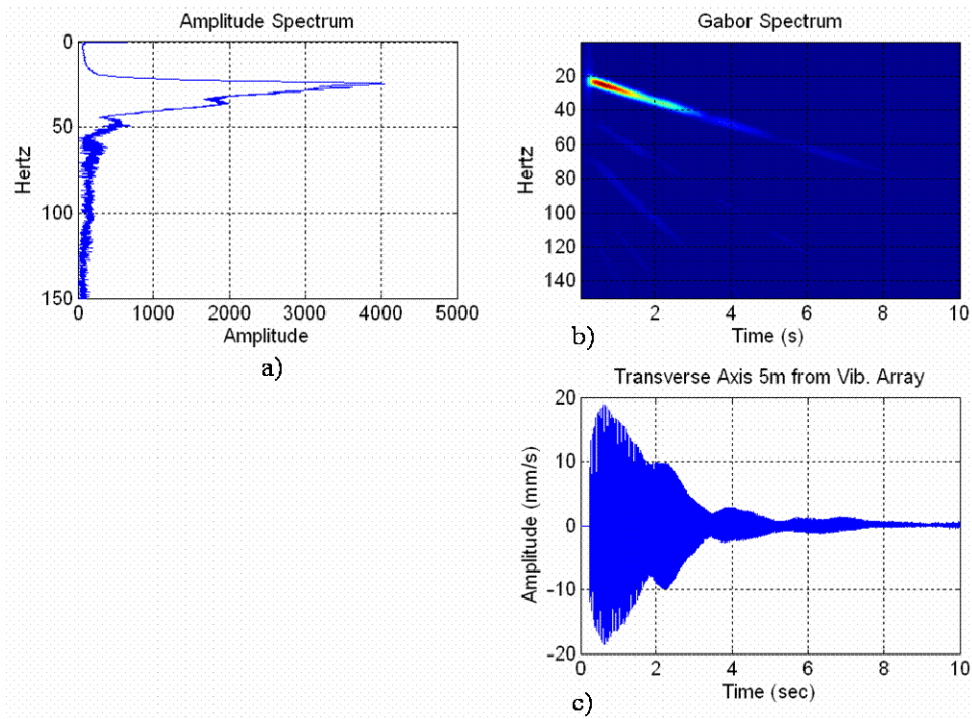 Amplitude Spectrum
0
50
100
150
Hertz
0 1000 2000 3000 4000 5000
Amplitude
a)
Gabor Spectrum
20
40
60
80
100
120
140
Hertz
2 4 6 8 10
Time (s)
b)
Transverse Axis 5m from Vib. Array
20
10
0
-10
-20
Amplitude (mm/s)
0 2 4 6 8 10
Time (sec)
c)